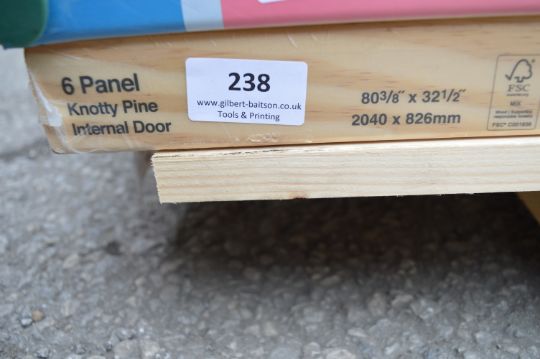 6 Panel
Knotty Pine
Internal Door
238
www.gilbert-baitson.co.uk
Tools & Printing
80 3/8" x 32 1/2"
2040 x 826mm
FSC
MIX